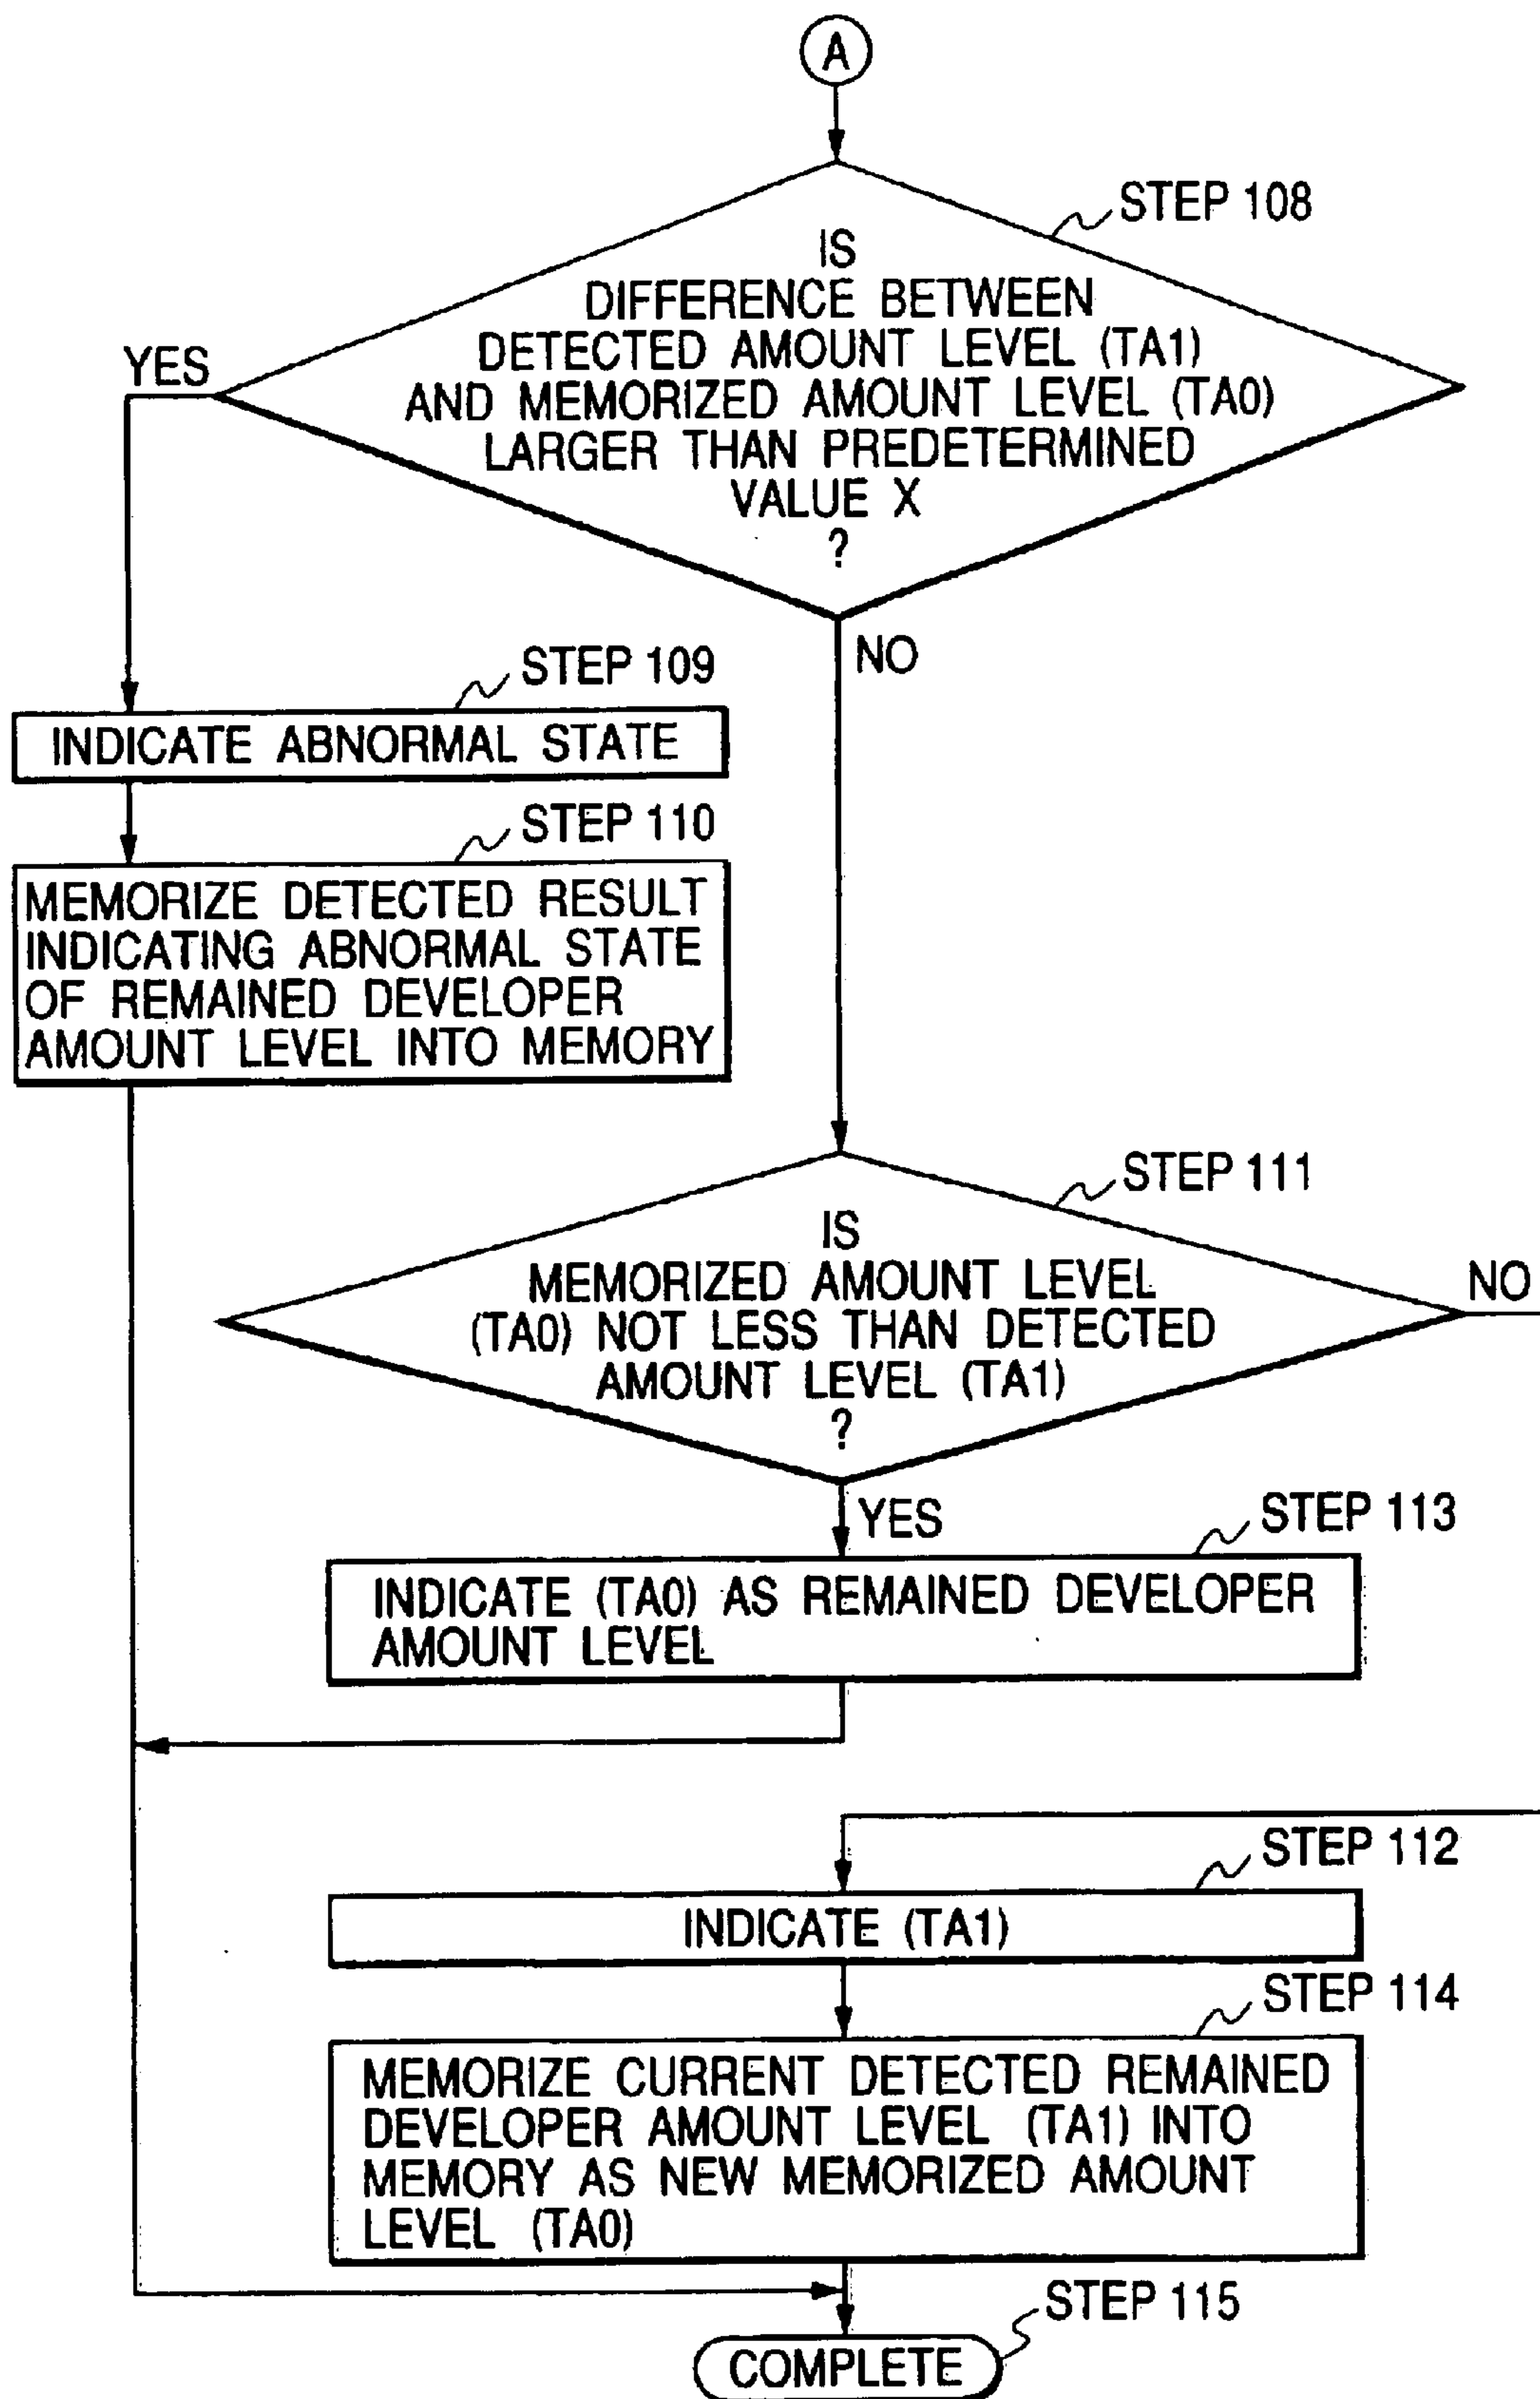 A
STEP 108
IS
DIFFERENCE BETWEEN
DETECTED AMOUNT LEVEL (TA1)
AND MEMORIZED AMOUNT LEVEL (TA0)
LARGER THAN PREDETERMINED
VALUE X
?
YES
NO
STEP 109
INDICATE ABNORMAL STATE
STEP 110
MEMORIZE DETECTED RESULT
INDICATING ABNORMAL STATE
OF REMAINED DEVELOPER
AMOUNT LEVEL INTO MEMORY
STEP 111
IS
MEMORIZED AMOUNT LEVEL
(TA0) NOT LESS THAN DETECTED
AMOUNT LEVEL (TA1)
?
NO
YES
STEP 113
INDICATE (TA0) AS REMAINED DEVELOPER
AMOUNT LEVEL
STEP 112
INDICATE (TA1)
STEP 114
MEMORIZE CURRENT DETECTED REMAINED
DEVELOPER AMOUNT LEVEL (TA1) INTO
MEMORY AS NEW MEMORIZED AMOUNT
LEVEL (TA0)
STEP 115
COMPLETE